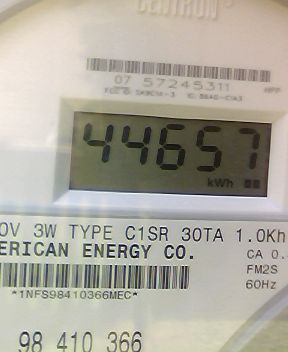 CENTRON
07 57245311
44657
kWh
0V 3W TYPE C1SR 30TA 1.0Kh
ERICAN ENERGY CO.
CA 0.
FM2S
*1NFS98410366MEC*
60Hz
98 410 366